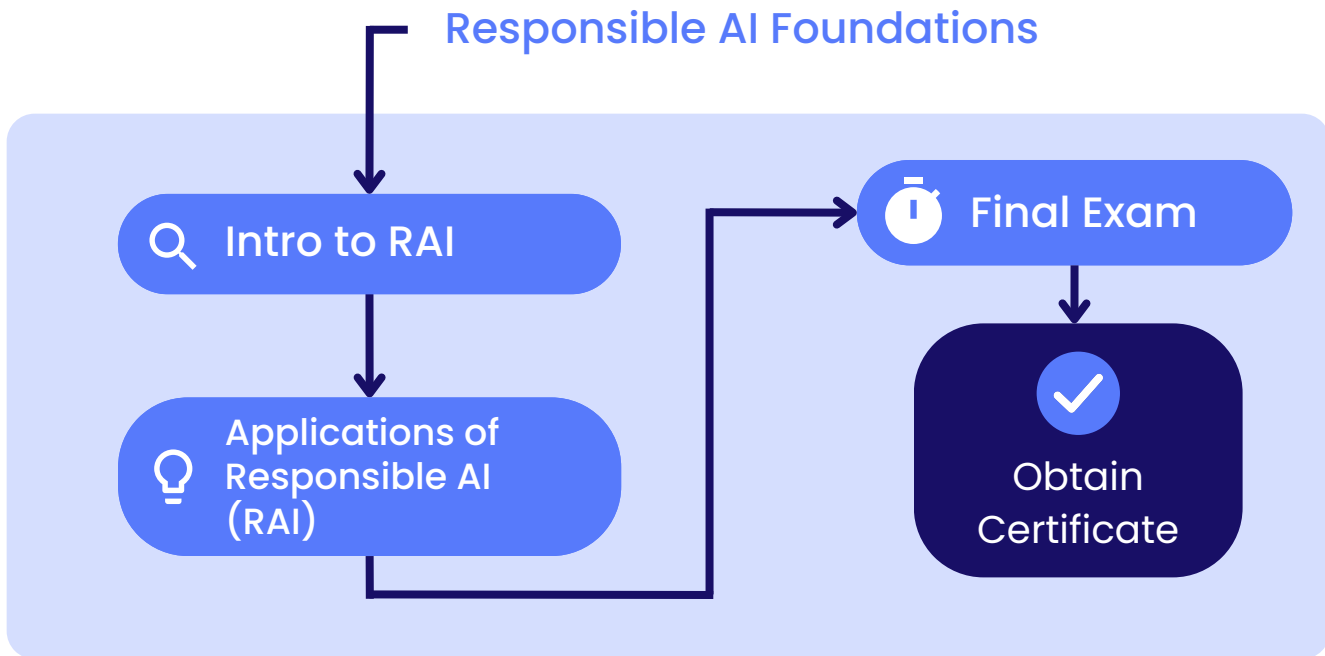 Responsible AI Foundations
Intro to RAI
Applications of
Responsible AI
(RAI)
Final Exam
Obtain
Certificate